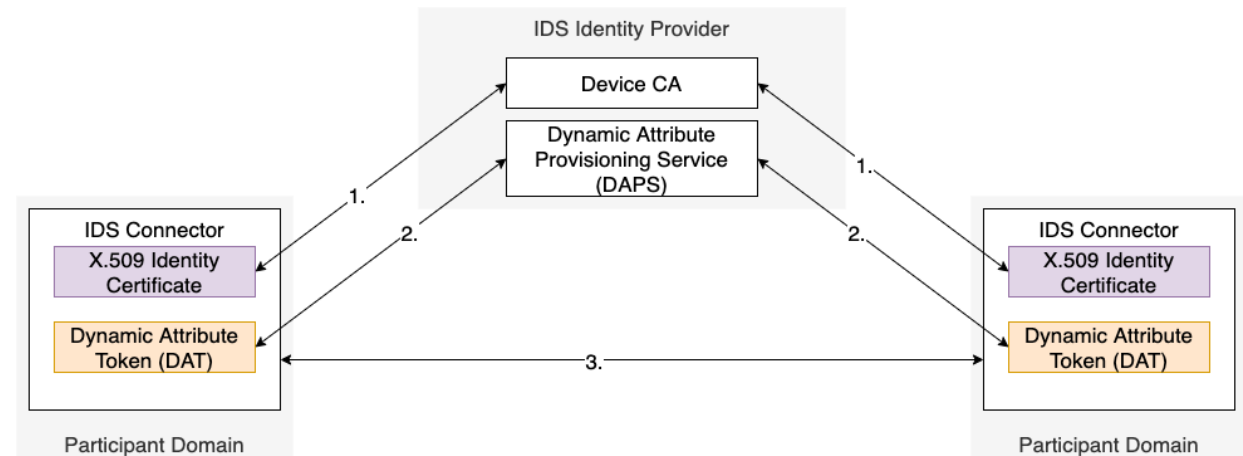 IDS Identity Provider
Device CA
Dynamic Attribute
Provisioning Service
(DAPS)
1.
1.
2.
2.
IDS Connector
X.509 Identity
Certificate
Dynamic Attribute
Token (DAT)
Participant Domain
3.
IDS Connector
X.509 Identity
Certificate
Dynamic Attribute
Token (DAT)
Participant Domain